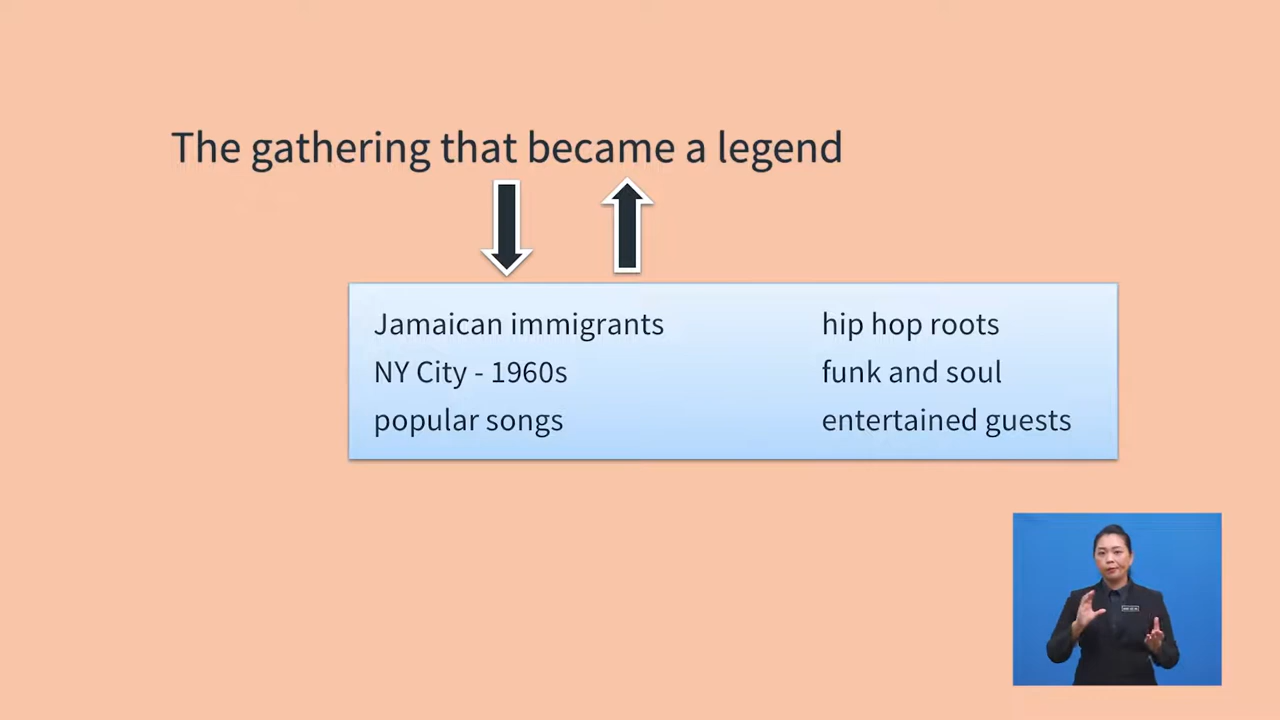 The gathering that became a legend
Jamaican immigrants
NY City - 1960s
popular songs
hip hop roots
funk and soul
entertained guests